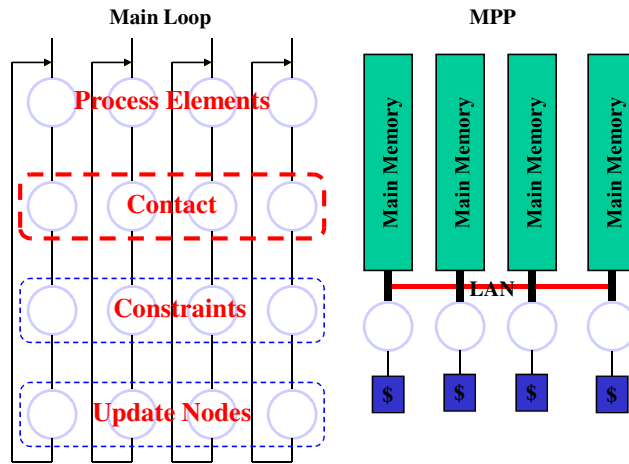 Main Loop
MPP
Process Elements
Contact
Constraints
Update Nodes
Main Memory
Main Memory
Main Memory
Main Memory
LAN
$
$
$
$